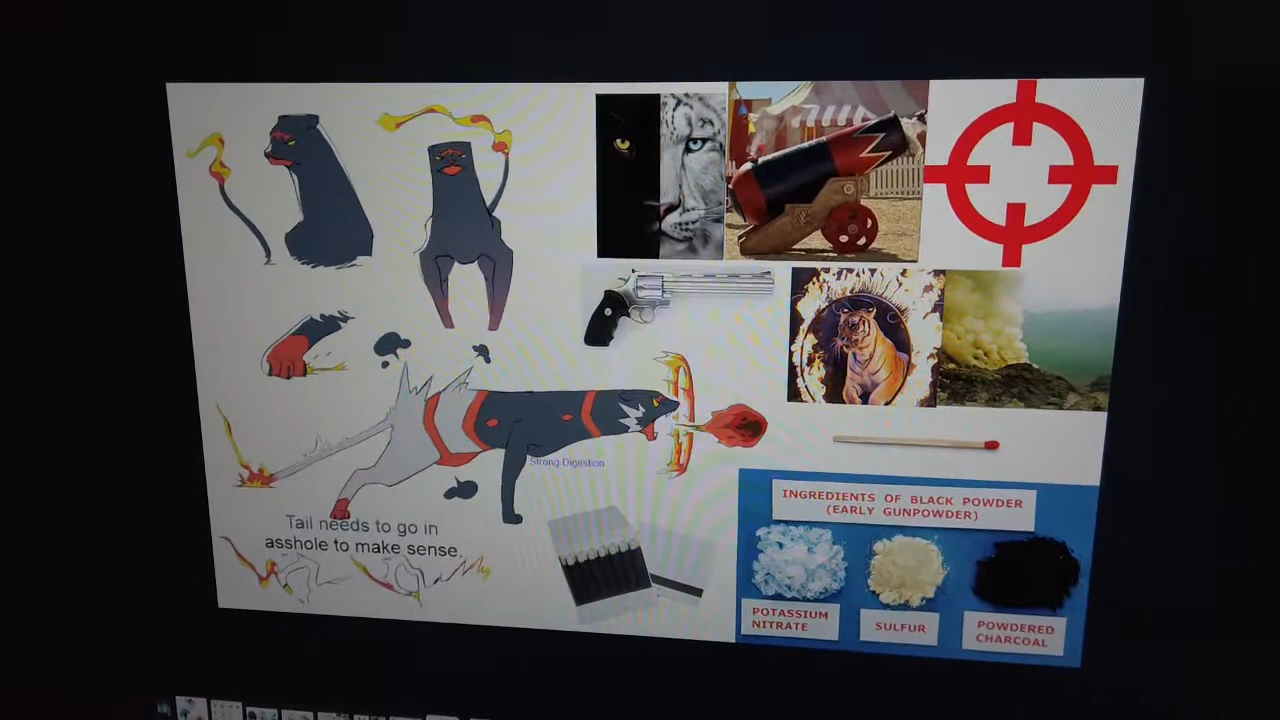 Strong Digestion
Tail needs to go in
asshole to make sense.
INGREDIENTS OF BLACK POWDER
(EARLY GUNPOWDER)
POTASSIUM
NITRATE
SULFUR
POWDERED
CHARCOAL